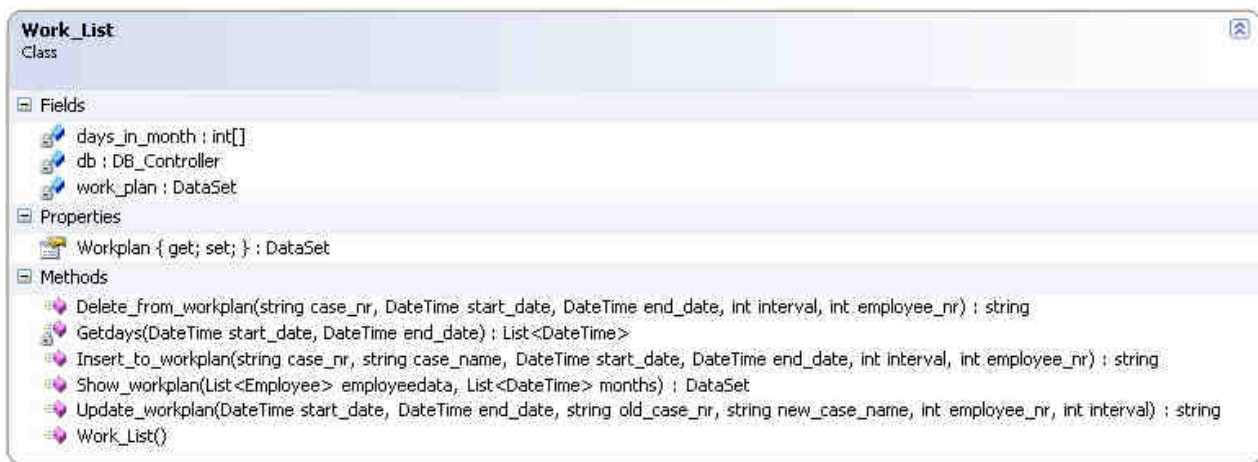 Work_List
Class
Fields
days_in_month : int[]
db : DB_Controller
work_plan : DataSet
Properties
Workplan { get; set; } : DataSet
Methods
Delete_from_workplan(string case_nr, DateTime start_date, DateTime end_date, int interval, int employee_nr) : string
Getdays(DateTime start_date, DateTime end_date) : List<DateTime>
Insert_to_workplan(string case_nr, string case_name, DateTime start_date, DateTime end_date, int interval, int employee_nr) : string
Show_workplan(List<Employee> employeedata, List<DateTime> months) : DataSet
Update_workplan(DateTime start_date, DateTime end_date, string old_case_nr, string new_case_name, int employee_nr, int interval) : string
Work_List()